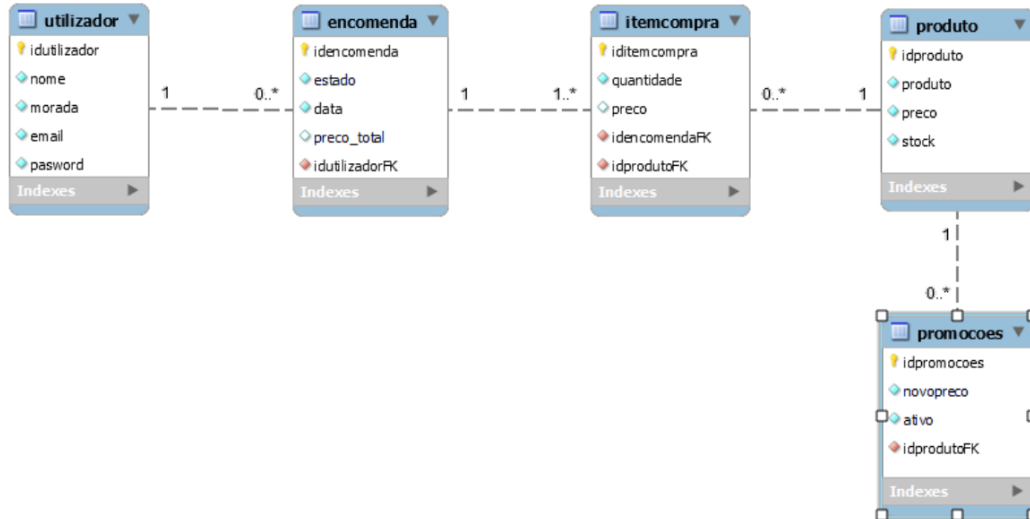 utilizador
idutilizador
nome
morada
email
pasword
Indexes
1
0..*
encomenda
idencomenda
estado
data
preco_total
idutilizadorFK
Indexes
1
1..*
itemcompra
iditemcompra
quantidade
preco
idencomendaFK
idprodutoFK
Indexes
0..*
1
produto
idproduto
produto
preco
stock
Indexes
1
0..*
promocoes
idpromocoes
novopreco
ativo
idprodutoFK
Indexes